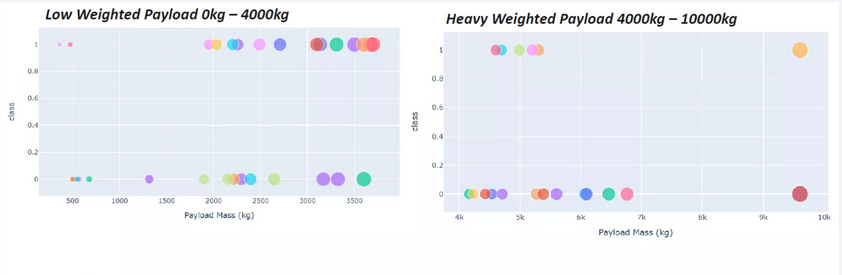 Low Weighted Payload 0kg – 4000kg
1
0.8
0.6
0.4
0.2
0
class
500
1000
1500
2000
2500
3000
3500
Payload Mass (kg)
Heavy Weighted Payload 4000kg – 10000kg
1
0.8
0.6
0.4
0.2
0
class
4k
5k
6k
7k
8k
9k
10k
Payload Mass (kg)